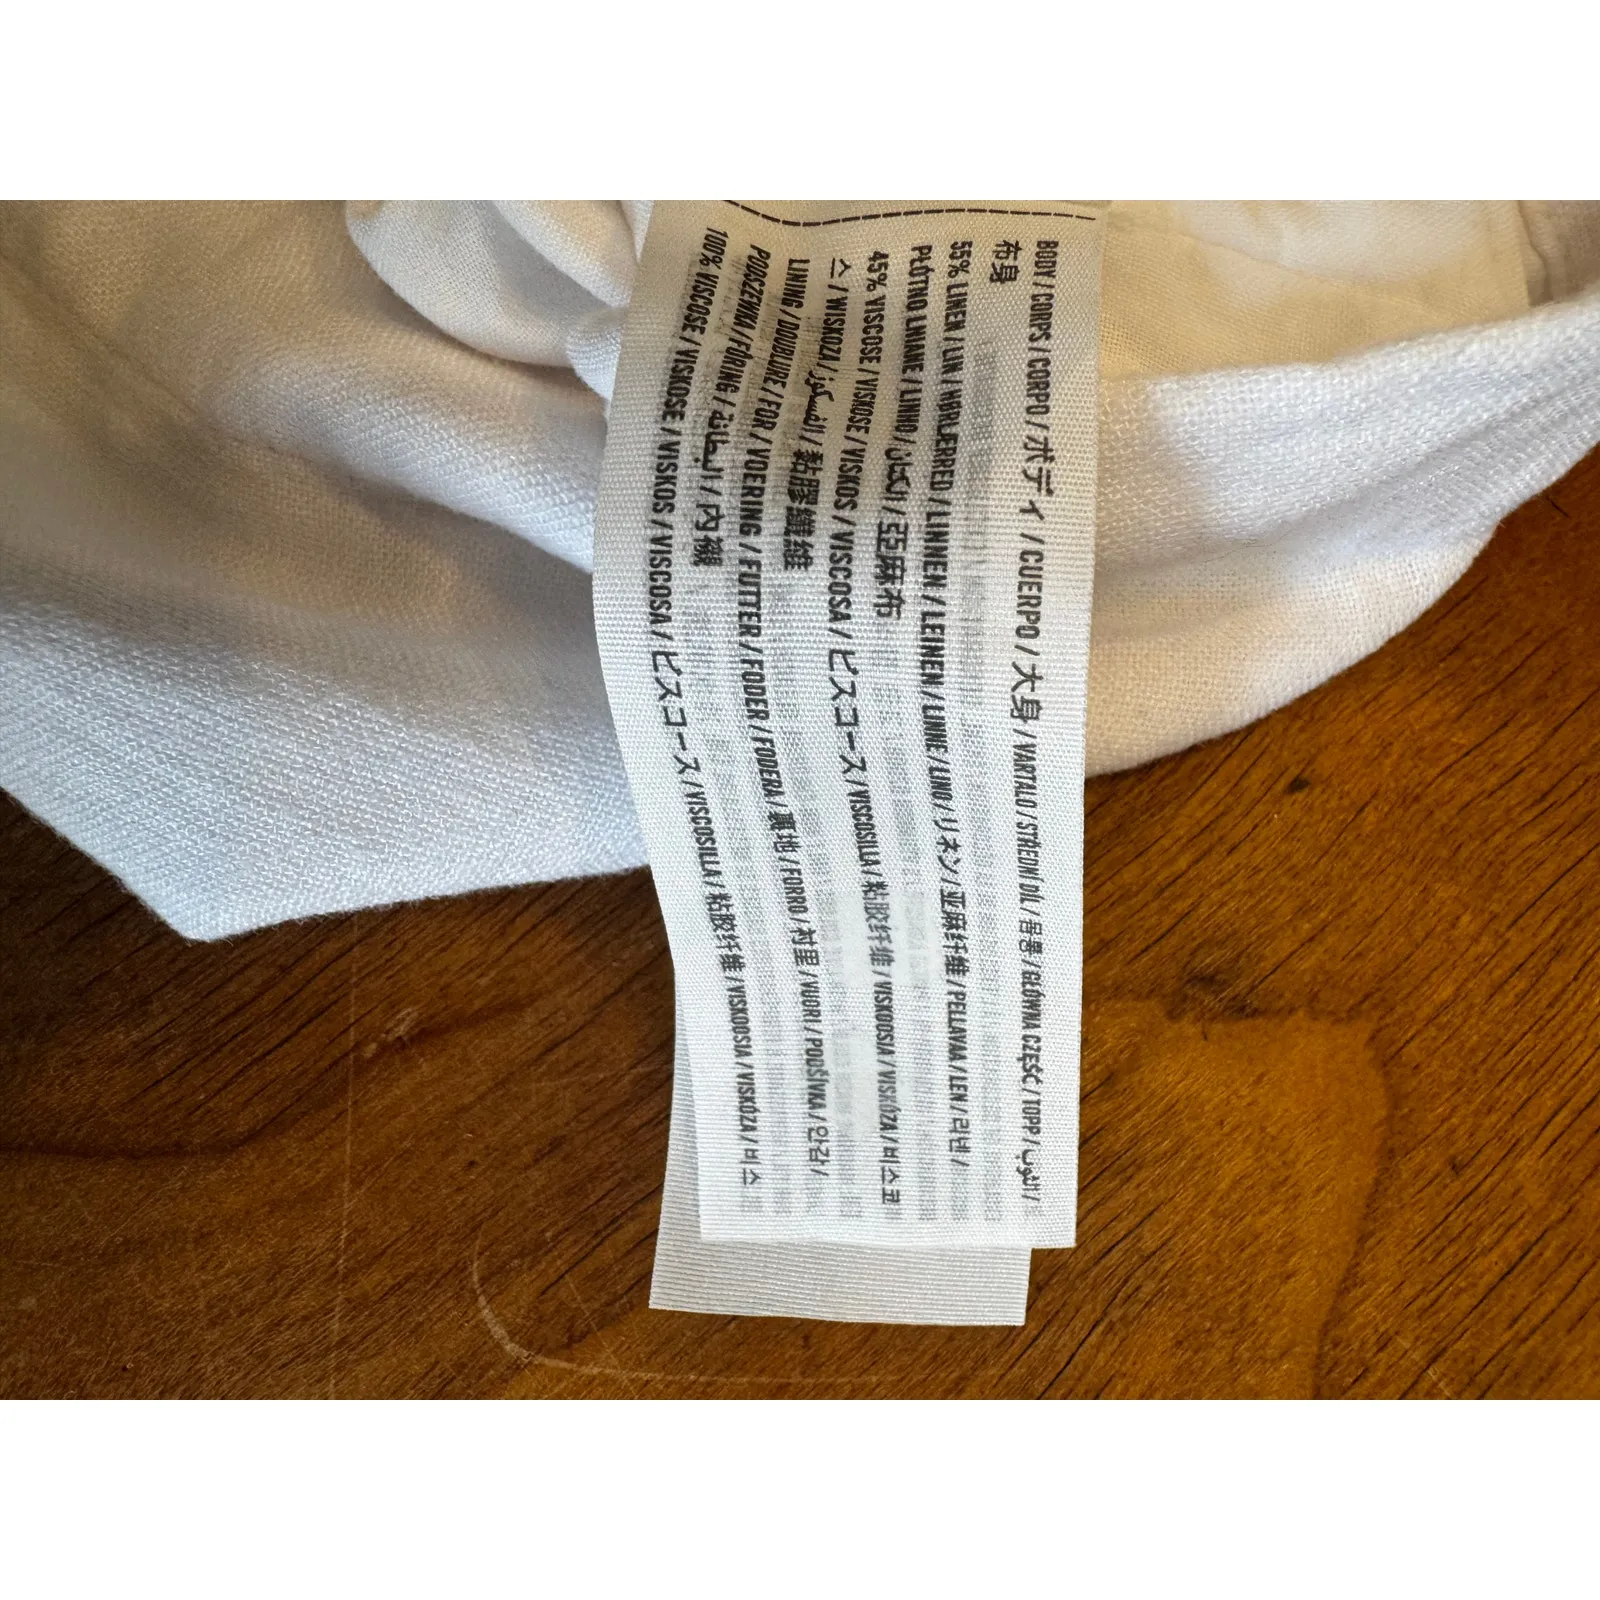 BODY / CORPS / CORPO / ボディ / CUERPO / 大身 / VARTALO / STŘEDNÍ DÍL / 몸통 / GŁÓWNA CZĘŚĆ / TOPP / الثوب /
布身
55% LINEN / LIN / HØRLÆRRED / LINNEN / LEINEN / LINNE / LINO / リネン / 亚麻纤维 / PELLAVAA / LEN / 리넨 /
PŁÓTNO LNIANE / LINHO / الكتان / 亞麻布
45% VISCOSE / VISKOSE / VISKOS / VISCOSA / ビスコース / VISCOSILLA / 粘胶纤维 / VISKOOSIA / VISKÓZA / 비스코
스 / WISKOZA / الفسكوز / 黏膠纖維
LINING / DOUBLURE / FOR / VOERING / FUTTER / FODER / FODERA / 裏地 / FORRO / 衬里 / VUORI / PODŠÍVKA / 안감 /
PODSZEWKA / FÓRING / البطانة / 內襯
100% VISCOSE / VISKOSE / VISKOS / VISCOSA / ビスコース / VISCOSILLA / 粘胶纤维 / VISKOOSIA / VISKÓZA / 비스